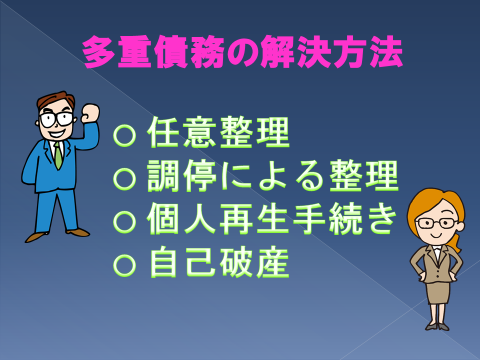 多重債務の解決方法
○ 任意整理
○ 調停による整理
○ 個人再生手続き
○ 自己破産